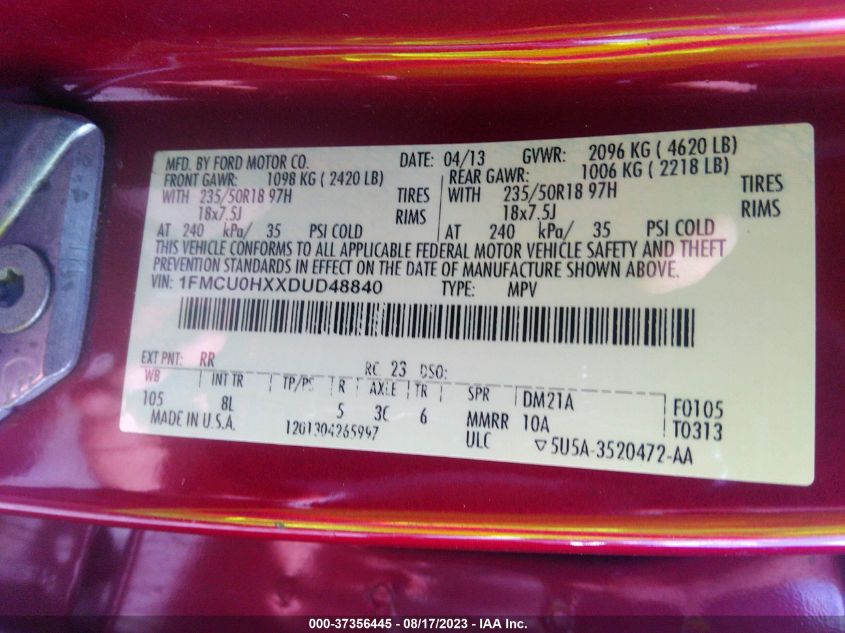 MFD. BY FORD MOTOR CO. DATE: 04/13 GVWR: 2096 KG ( 4620 LB)
FRONT GAWR: 1098 KG ( 2420 LB) REAR GAWR: 1006 KG ( 2218 LB)
WITH 235/50R18 97H TIRES WITH 235/50R18 97H TIRES
18x7.5J RIMS 18x7.5J RIMS
AT 240 kPa/ 35 PSI COLD AT 240 kPa/ 35 PSI COLD
THIS VEHICLE CONFORMS TO ALL APPLICABLE FEDERAL MOTOR VEHICLE SAFETY AND THEFT
PREVENTION STANDARDS IN EFFECT ON THE DATE OF MANUFACTURE SHOWN ABOVE.
VIN: 1FMCU0HXXDUD48840 TYPE: MPV
EXT PNT: RR RC 23 DSO:
WB INT TR TP/PS R AXLE TR SPR DM21A F0105
105 8L 5 3C 6 MMRR 10A T0313
MADE IN U.S.A. 1201304265997 ULC 5U5A-3520472-AA
000-37356445 - 08/17/2023 - IAA Inc.